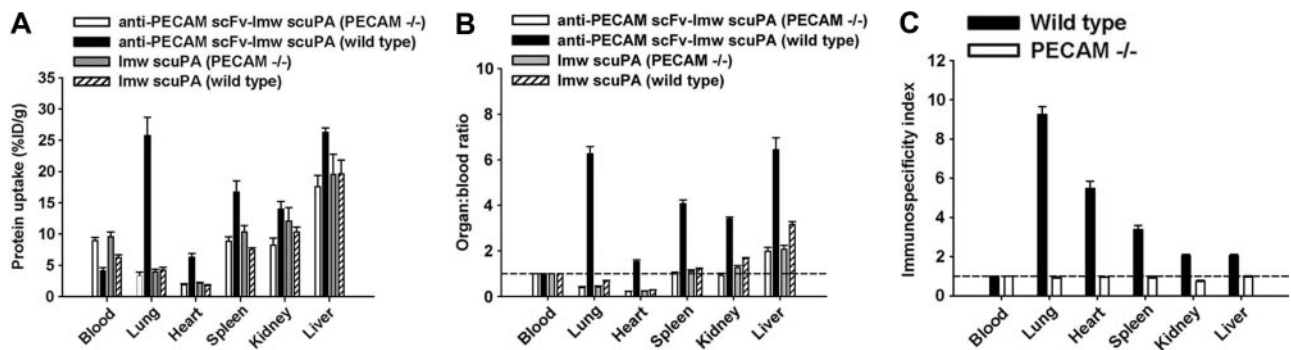 A
anti-PECAM scFv-lmw scuPA (PECAM -/-)
anti-PECAM scFv-lmw scuPA (wild type)
lmw scuPA (PECAM -/-)
lmw scuPA (wild type)
Protein uptake (%ID/g)
35
30
25
20
15
10
5
0
Blood
Lung
Heart
Spleen
Kidney
Liver
B
anti-PECAM scFv-lmw scuPA (PECAM -/-)
anti-PECAM scFv-lmw scuPA (wild type)
lmw scuPA (PECAM -/-)
lmw scuPA (wild type)
Organ:blood ratio
10
8
6
4
2
0
Blood
Lung
Heart
Spleen
Kidney
Liver
C
Wild type
PECAM -/-
Immunospecificity index
12
10
8
6
4
2
0
Blood
Lung
Heart
Spleen
Kidney
Liver